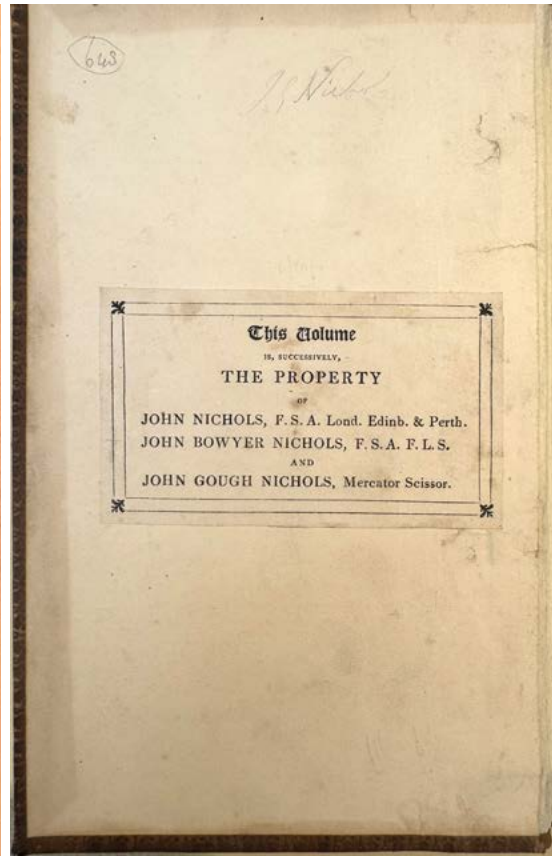 643
This Volume
IS, SUCCESSIVELY,
THE PROPERTY
OF
JOHN NICHOLS, F. S. A. Lond. Edinb. & Perth.
JOHN BOWYER NICHOLS, F. S. A. F. L. S.
AND
JOHN GOUGH NICHOLS, Mercator Scissor.